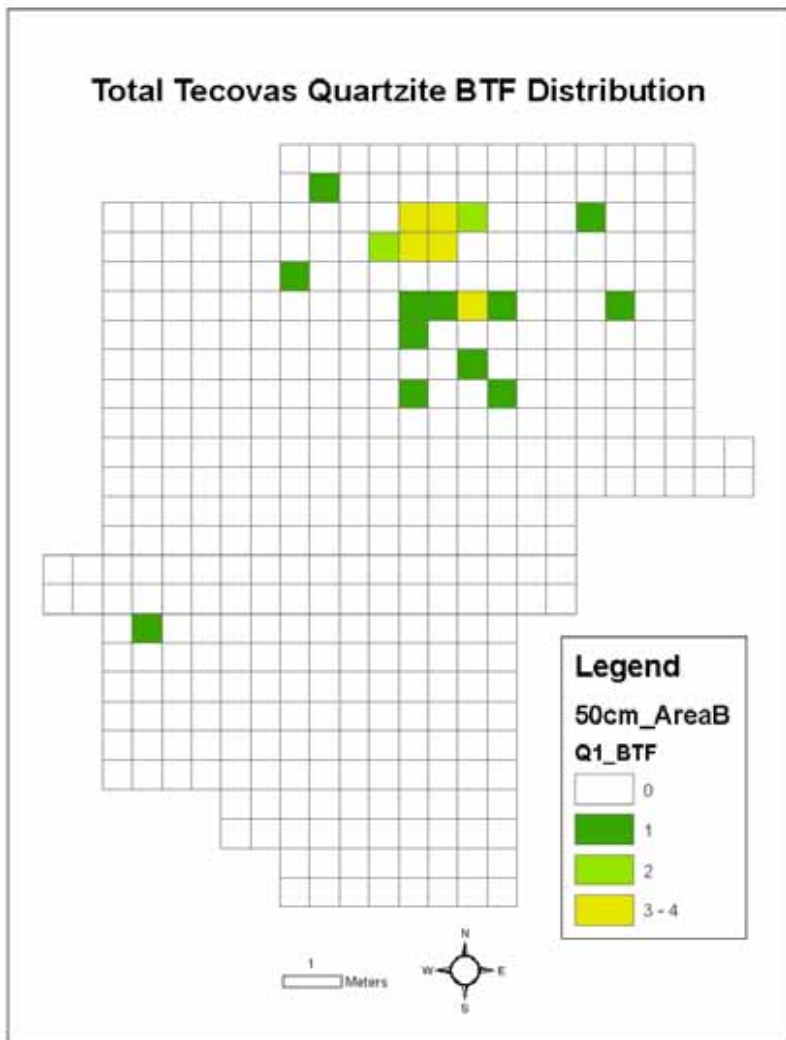 Total Tecovas Quartzite BTF Distribution
Legend
50cm_AreaB
Q1_BTF
0
1
2
3 - 4
1
Meters
N
W E
S